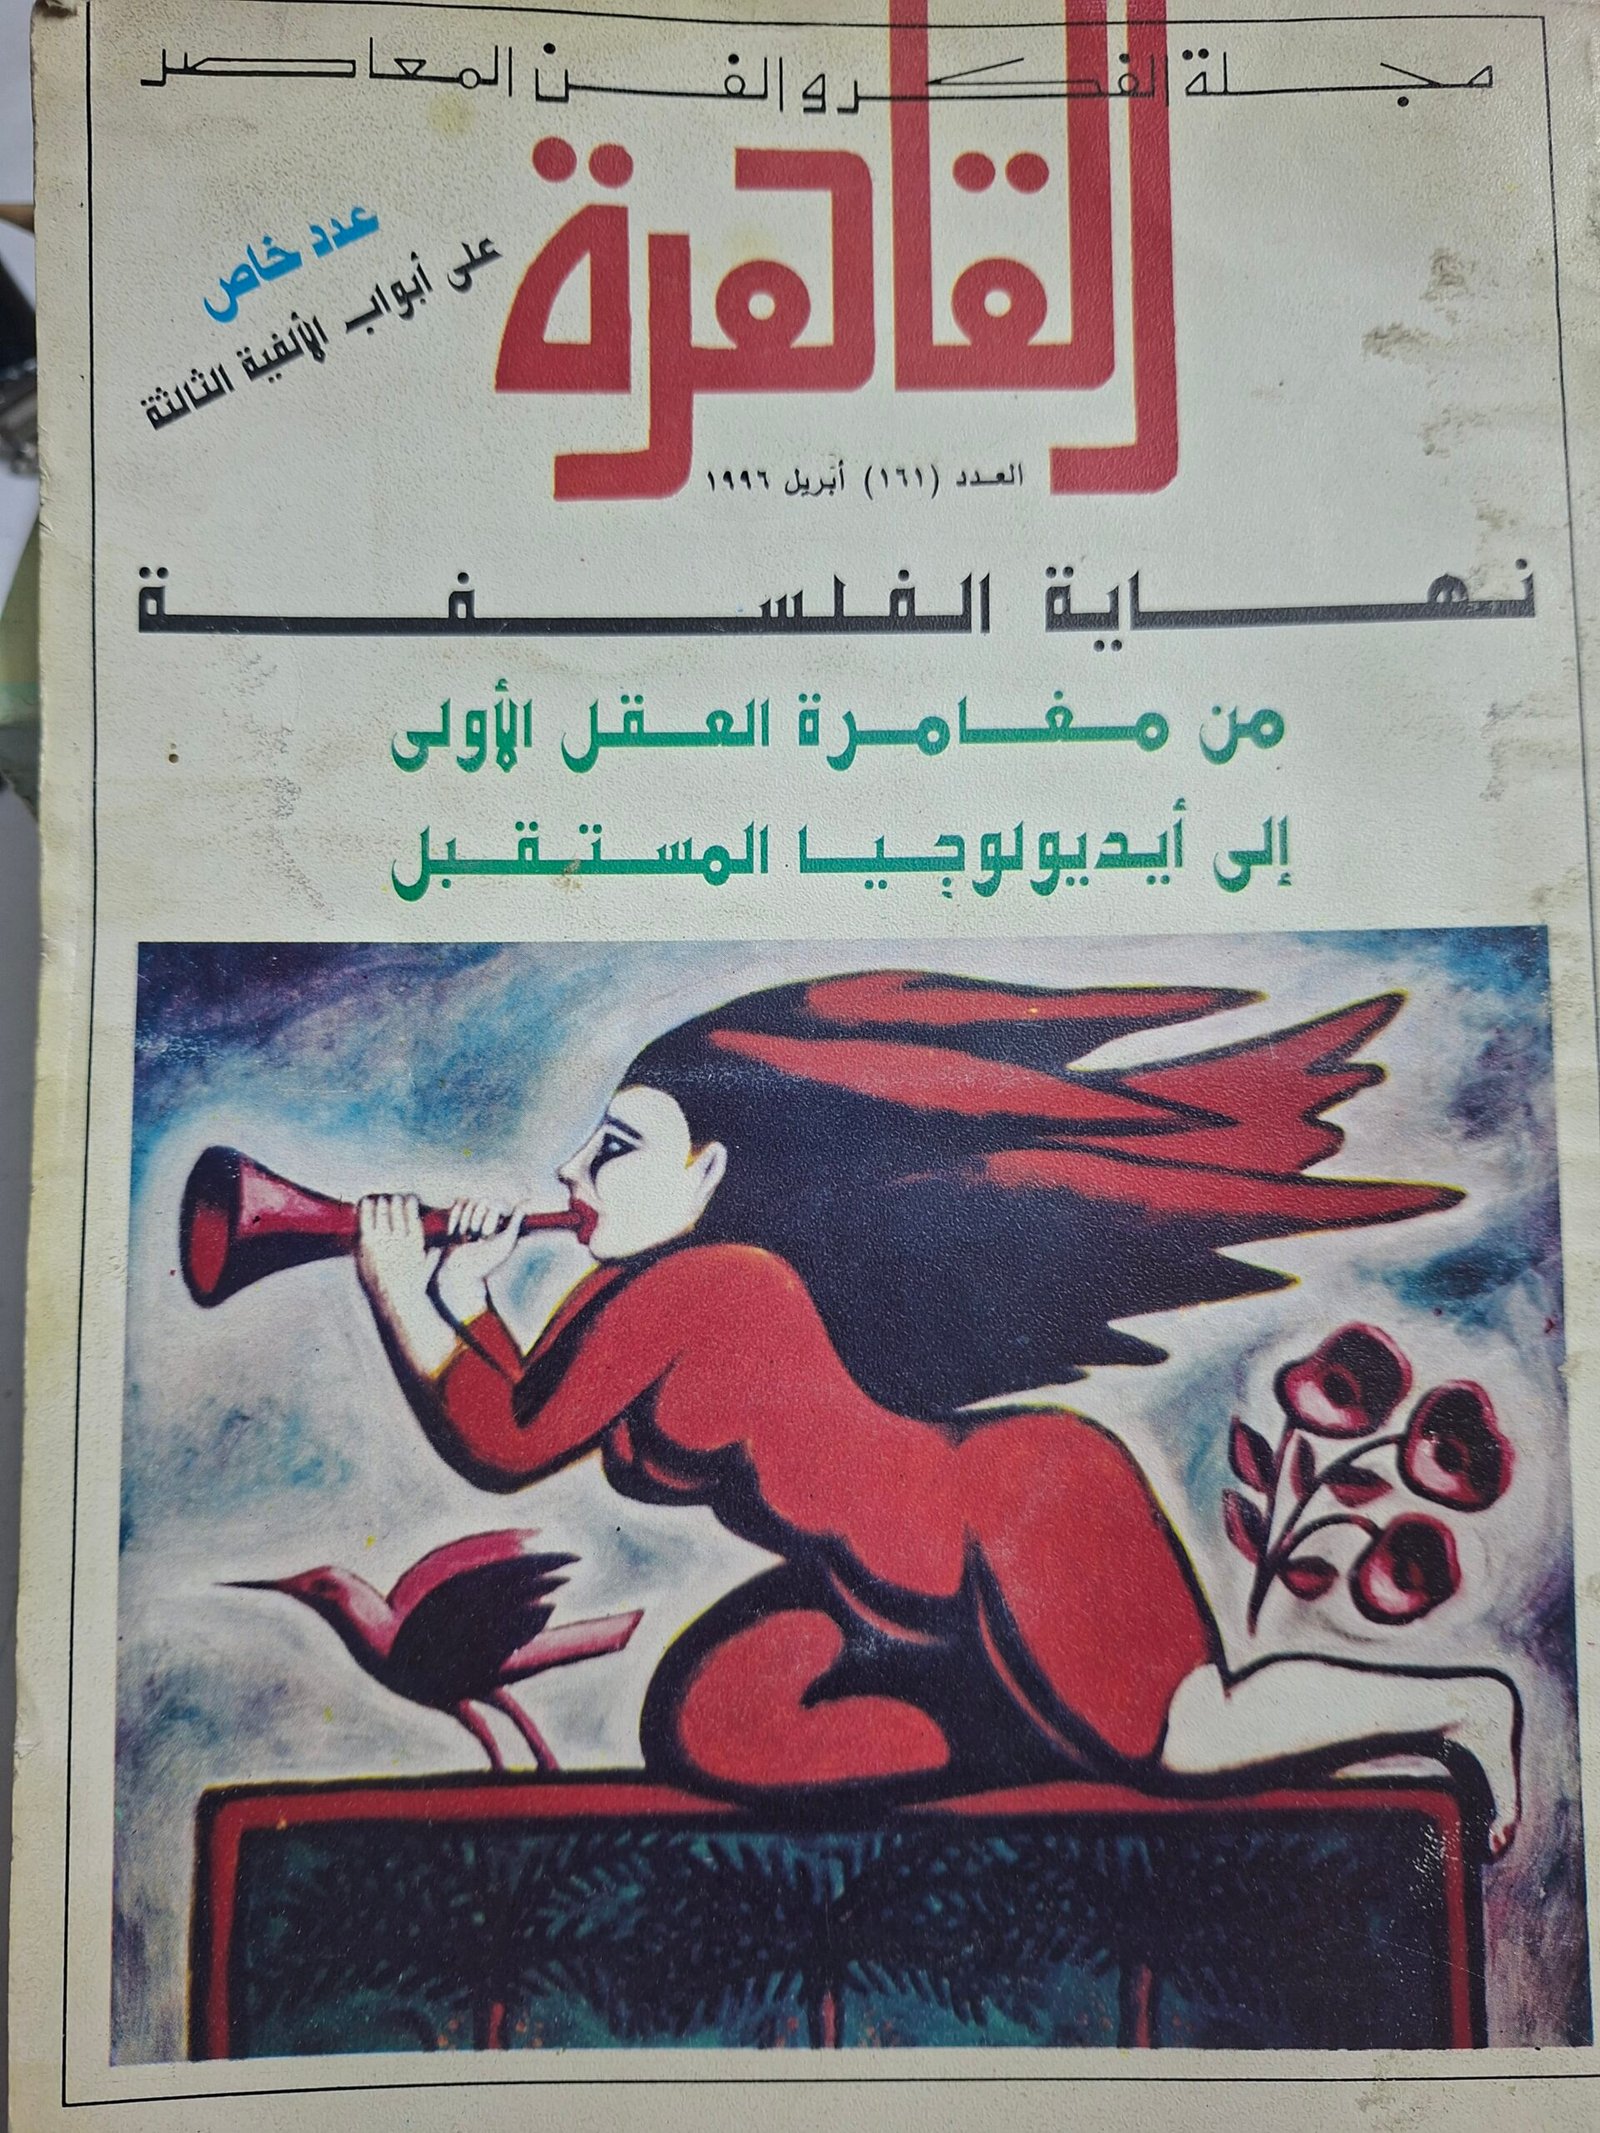 مجلة الفكر والفن المعاصر
القاهرة
عدد خاص
على أبواب الألفية الثالثة
العدد (١٦١) أبريل ١٩٩٦
نهاية الفلسفة
من مغامرة العقل الأولى
إلى أيديولوجيا المستقبل